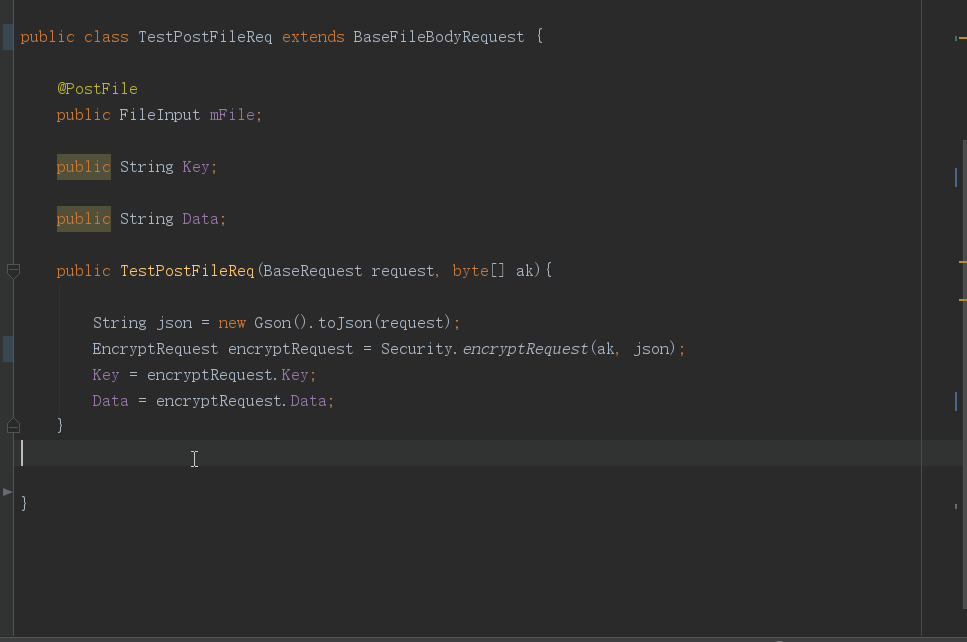 public class TestPostFileReq extends BaseFileBodyRequest {
@PostFile
public FileInput mFile;
public String Key;
public String Data;
public TestPostFileReq(BaseRequest request, byte[] ak){
String json = new Gson().toJson(request);
EncryptRequest encryptRequest = Security.encryptRequest(ak, json);
Key = encryptRequest.Key;
Data = encryptRequest.Data;
}
}